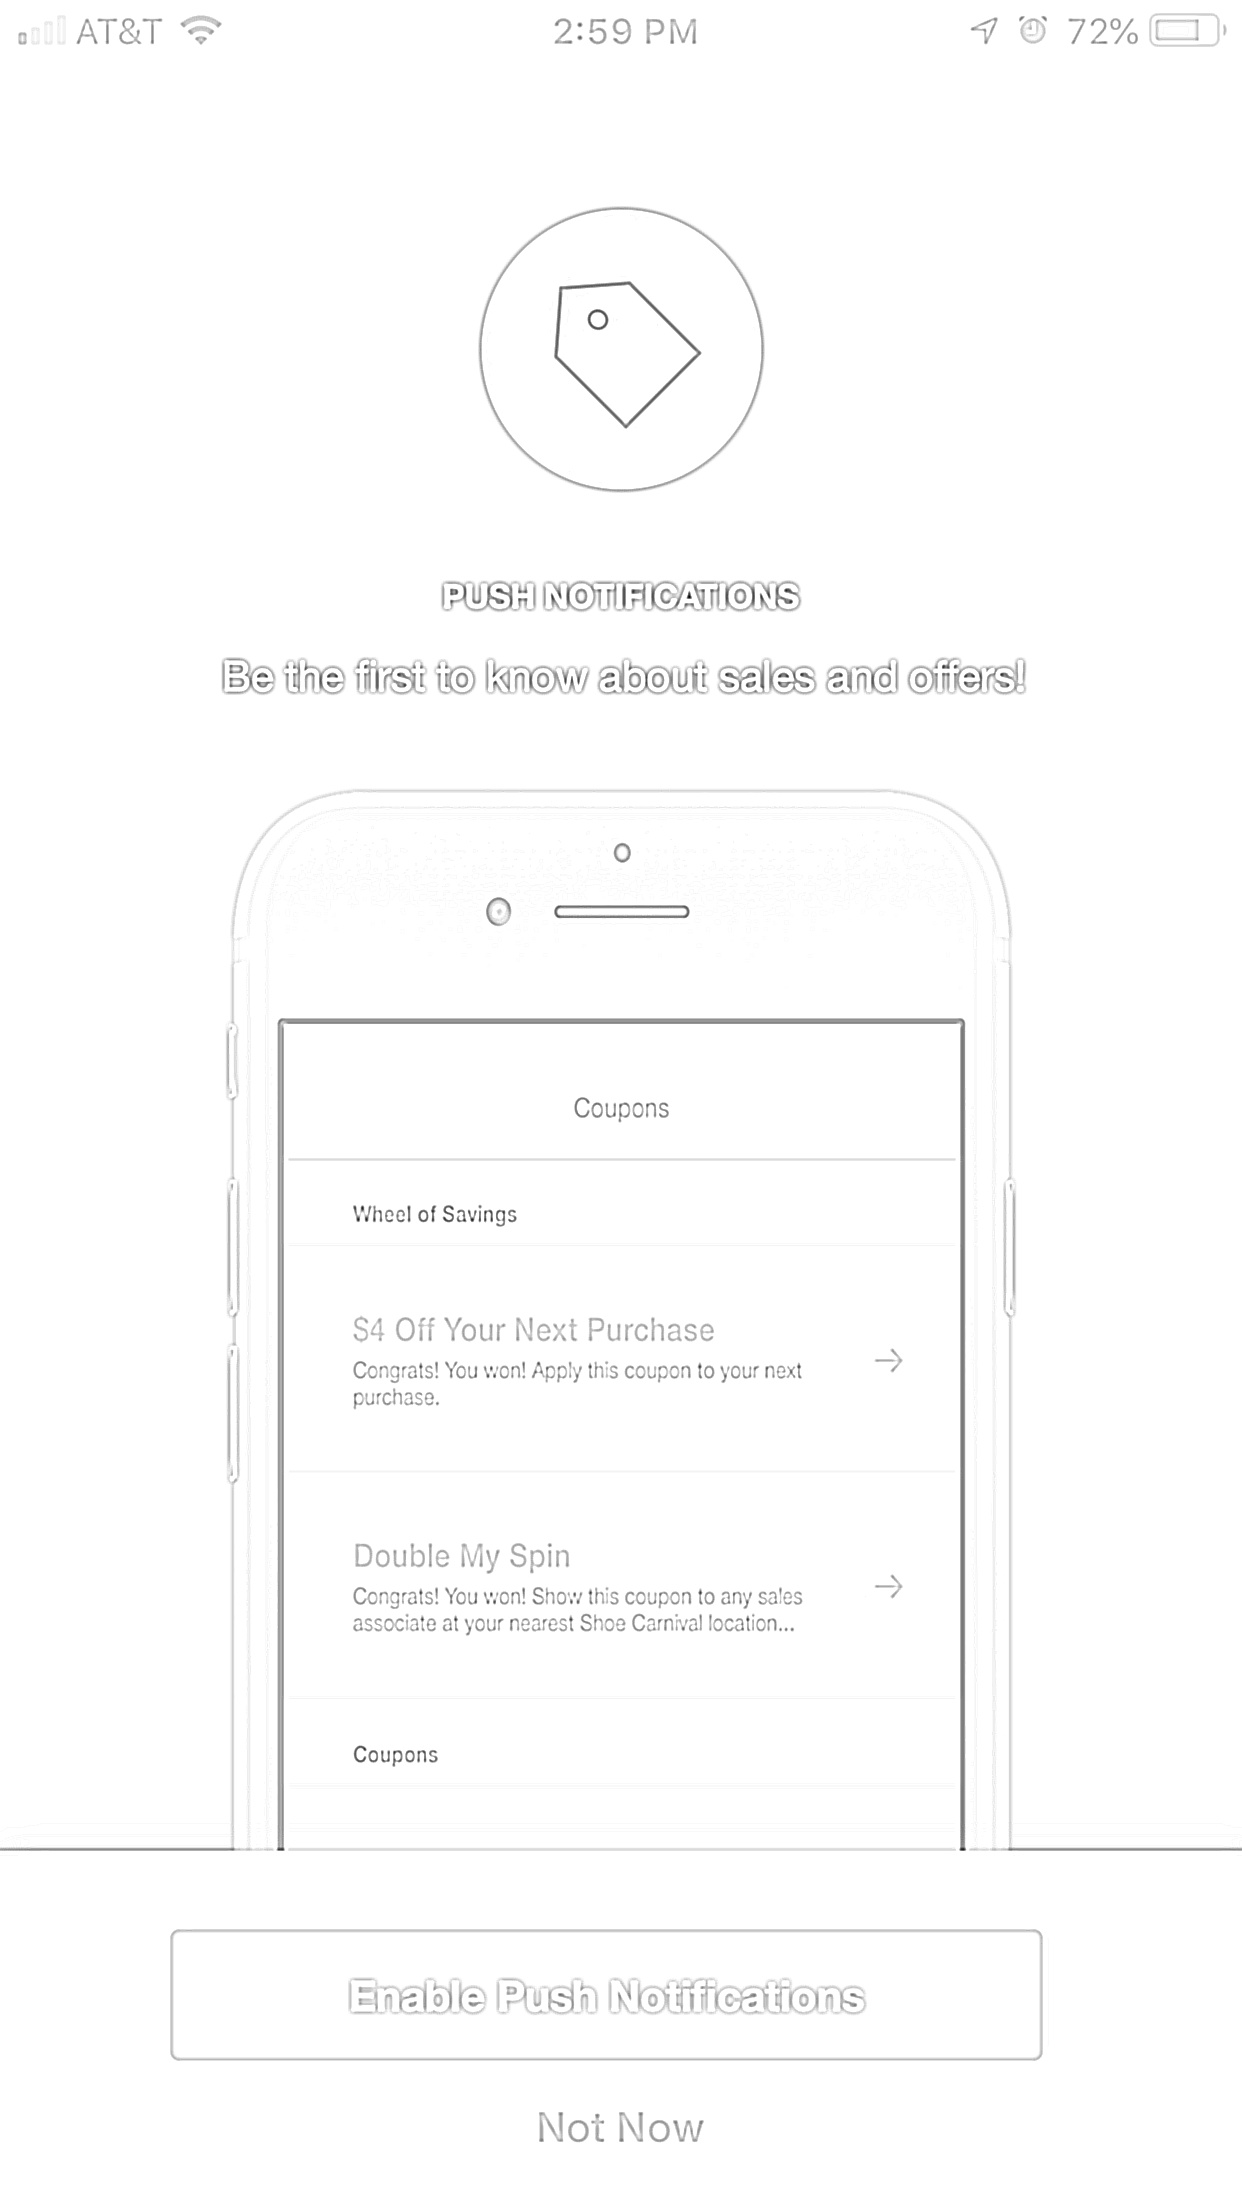 AT&T 2:59 PM 72%
PUSH NOTIFICATIONS
Be the first to know about sales and offers!
Coupons
Wheel of Savings
$4 Off Your Next Purchase
Congrats! You won! Apply this coupon to your next
purchase.
Double My Spin
Congrats! You won! Show this coupon to any sales
associate at your nearest Shoe Carnival location...
Coupons
Enable Push Notifications
Not Now